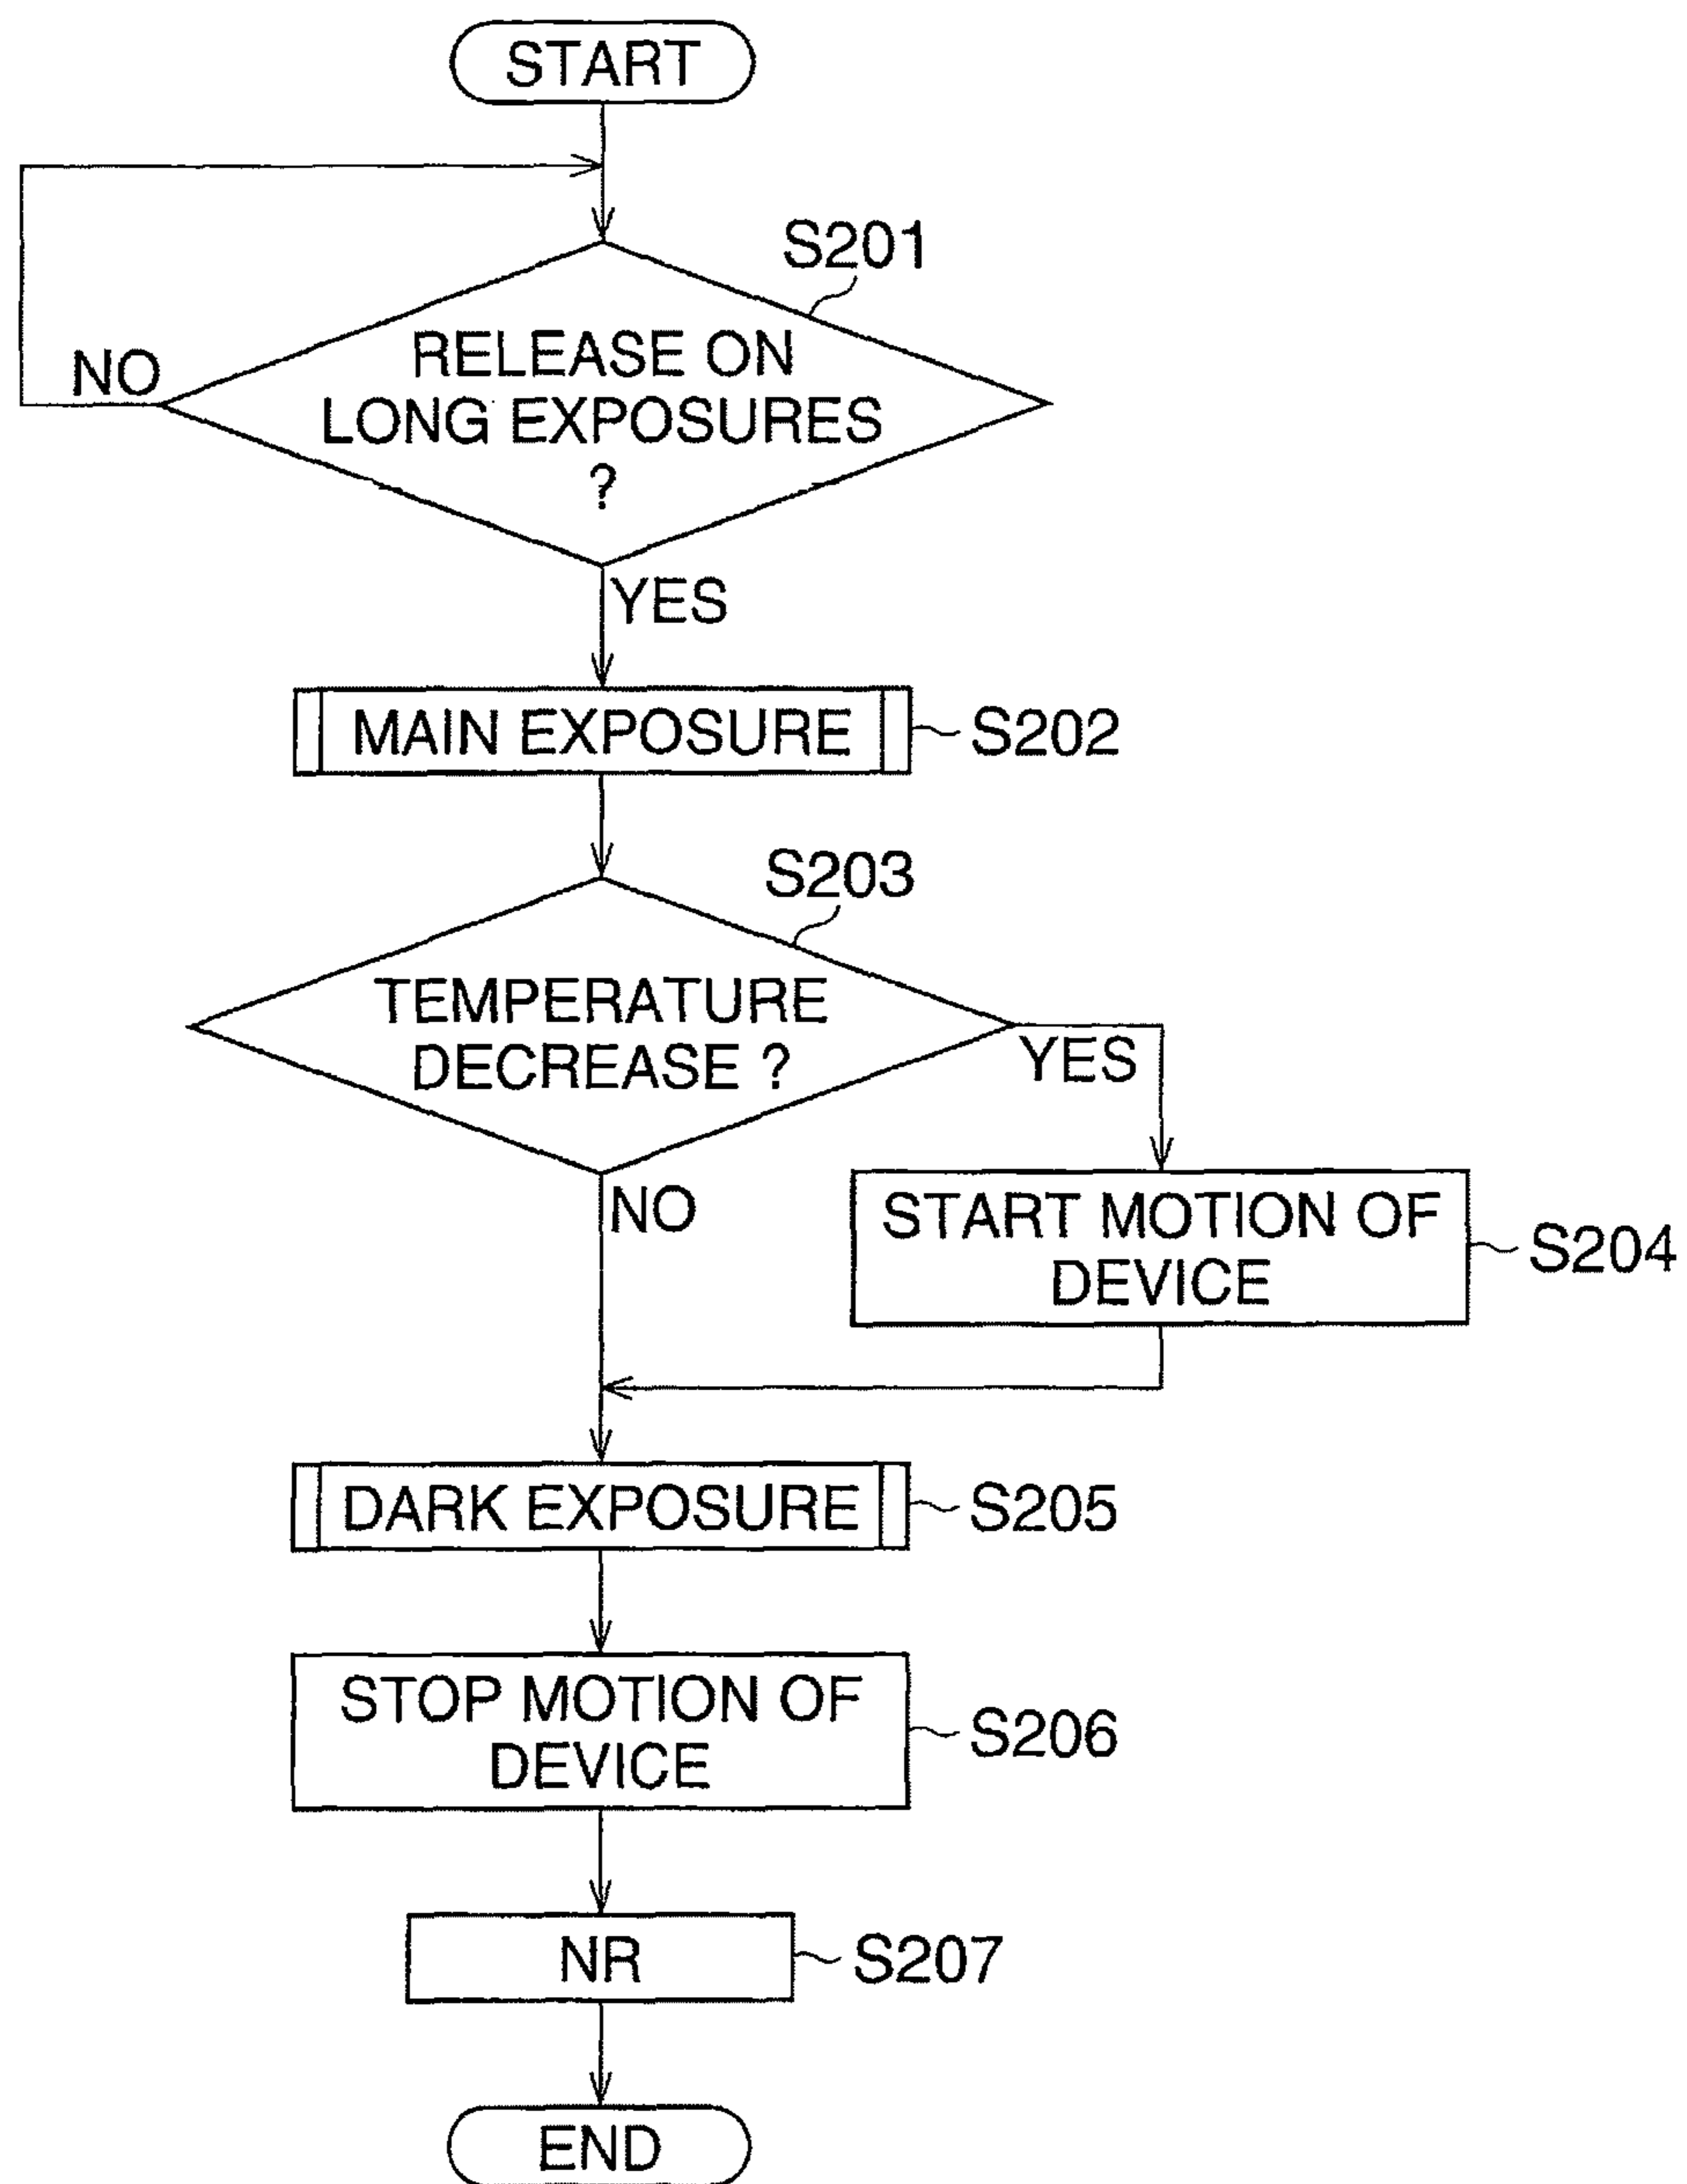 START
S201
RELEASE ON
LONG EXPOSURES
?
NO
YES
MAIN EXPOSURE
S202
S203
TEMPERATURE
DECREASE ?
YES
NO
START MOTION OF
DEVICE
S204
DARK EXPOSURE
S205
STOP MOTION OF
DEVICE
S206
NR
S207
END